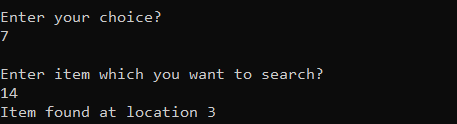 Enter your choice?
7
Enter item which you want to search?
14
Item found at location 3